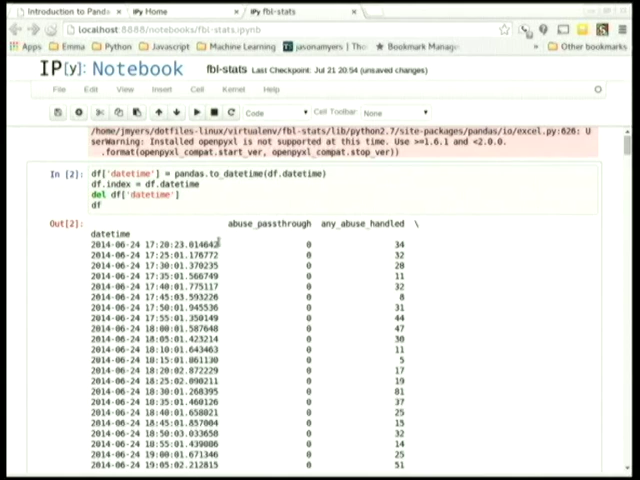 Introduction to Panda
IPy Home
IPy fbl-stats
localhost:8888/notebooks/fbl-stats.ipynb
Apps Emma Python Javascript Machine Learning jasonamyers | Tho Bookmark Manage Other bookmarks
IP[y]: Notebook fbl-stats Last Checkpoint: Jul 21 20:54 (unsaved changes)
File Edit View Insert Cell Kernel Help
Code Cell Toolbar: None
/home/jmyers/dotfiles-linux/virtualenv/fbl-stats/lib/python2.7/site-packages/pandas/io/excel.py:626: U
serWarning: Installed openpyxl is not supported at this time. Use >=1.6.1 and <2.0.0.
.format(openpyxl_compat.start_ver, openpyxl_compat.stop_ver))
In [2]: df['datetime'] = pandas.to_datetime(df.datetime)
df.index = df.datetime
del df['datetime']
df
Out[2]: abuse_passthrough any_abuse_handled \
datetime
2014-06-24 17:20:23.014642 0 34
2014-06-24 17:25:01.176772 0 32
2014-06-24 17:30:01.370235 0 20
2014-06-24 17:35:01.566749 0 11
2014-06-24 17:40:01.775117 0 32
2014-06-24 17:45:03.593226 0 8
2014-06-24 17:50:01.945536 0 31
2014-06-24 17:55:01.350149 0 44
2014-06-24 18:00:01.587648 0 47
2014-06-24 18:05:01.423214 0 30
2014-06-24 18:10:01.643463 0 11
2014-06-24 18:15:01.861130 0 5
2014-06-24 18:20:02.872229 0 17
2014-06-24 18:25:02.090211 0 19
2014-06-24 18:30:01.268395 0 81
2014-06-24 18:35:01.460126 0 37
2014-06-24 18:40:01.658021 0 25
2014-06-24 18:45:01.857004 0 15
2014-06-24 18:50:03.033650 0 32
2014-06-24 18:55:01.439006 0 14
2014-06-24 19:00:01.671346 0 25
2014-06-24 19:05:02.212815 0 51